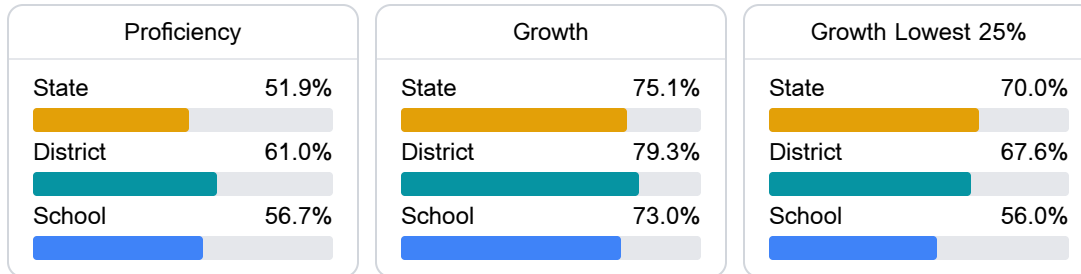 Proficiency
State 51.9%
District 61.0%
School 56.7%
Growth
State 75.1%
District 79.3%
School 73.0%
Growth Lowest 25%
State 70.0%
District 67.6%
School 56.0%